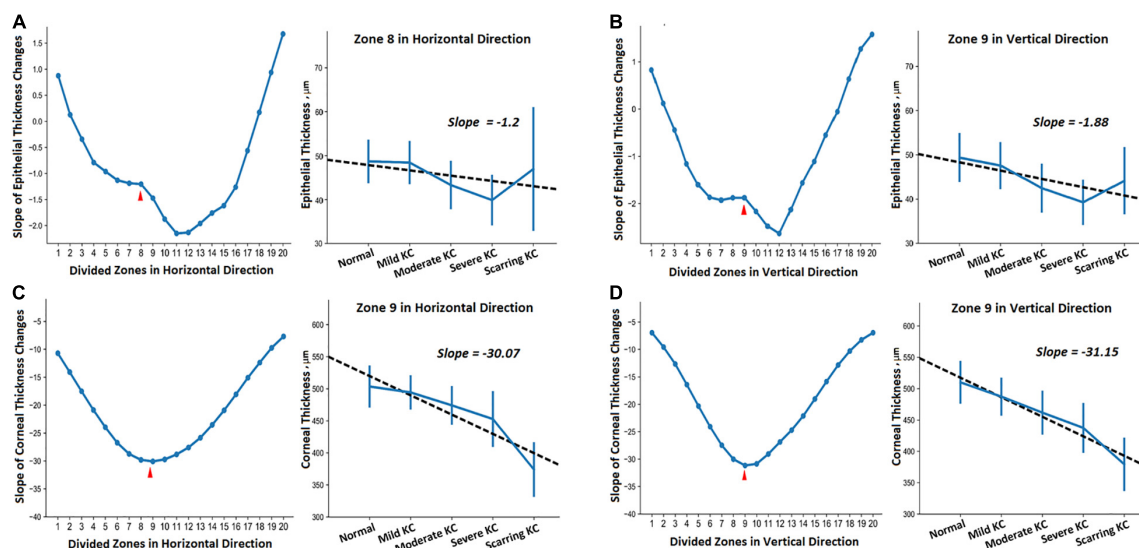 A
Slope of Epithelial Thickness Changes
1.5
1.0
0.5
0.0
-0.5
-1.0
-1.5
-2.0
1 2 3 4 5 6 7 8 9 10 11 12 13 14 15 16 17 18 19 20
Divided Zones in Horizontal Direction
Zone 8 in Horizontal Direction
Epithelial Thickness, μm
70
60
50
40
30
Slope = -1.2
Normal Mild KC Moderate KC Severe KC Scarring KC
B
Slope of Epithelial Thickness Changes
1
0
-1
-2
1 2 3 4 5 6 7 8 9 10 11 12 13 14 15 16 17 18 19 20
Divided Zones in Vertical Direction
Zone 9 in Vertical Direction
Epithelial Thickness, μm
70
60
50
40
30
Slope = -1.88
Normal Mild KC Moderate KC Severe KC Scarring KC
C
Slope of Corneal Thickness Changes
-5
-10
-15
-20
-25
-30
-35
-40
1 2 3 4 5 6 7 8 9 10 11 12 13 14 15 16 17 18 19 20
Divided Zones in Horizontal Direction
Zone 9 in Horizontal Direction
Corneal Thickness, μm
600
550
500
450
400
350
300
Slope = -30.07
Normal Mild KC Moderate KC Severe KC Scarring KC
D
Slope of Corneal Thickness Changes
-5
-10
-15
-20
-25
-30
-35
-40
1 2 3 4 5 6 7 8 9 10 11 12 13 14 15 16 17 18 19 20
Divided Zones in Vertical Direction
Zone 9 in Vertical Direction
Corneal Thickness, μm
600
550
500
450
400
350
300
Slope = -31.15
Normal Mild KC Moderate KC Severe KC Scarring KC